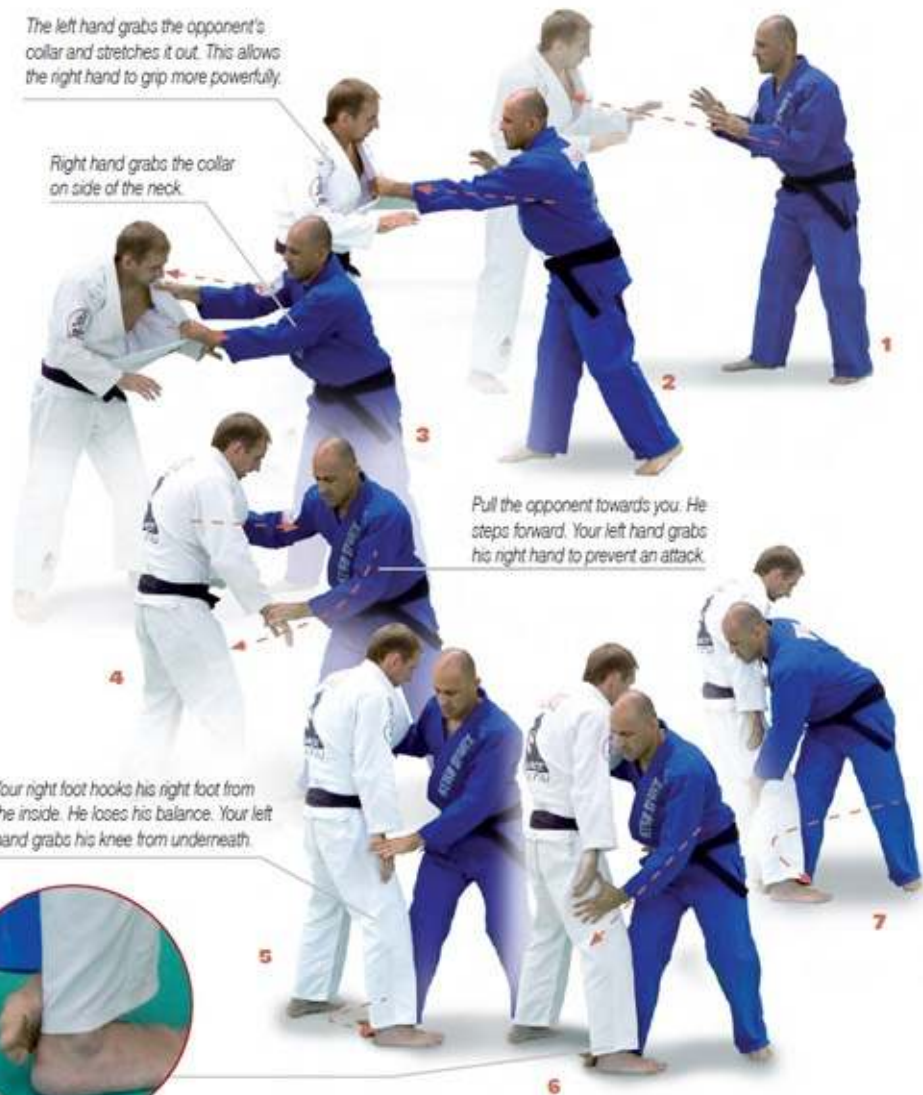 The left hand grabs the opponent's
collar and stretches it out. This allows
the right hand to grip more powerfully.
Right hand grabs the collar
on side of the neck.
1
2
3
Pull the opponent towards you. He
steps forward. Your left hand grabs
his right hand to prevent an attack.
4
Your right foot hooks his right foot from
the inside. He loses his balance. Your left
hand grabs his knee from underneath.
5
6
7